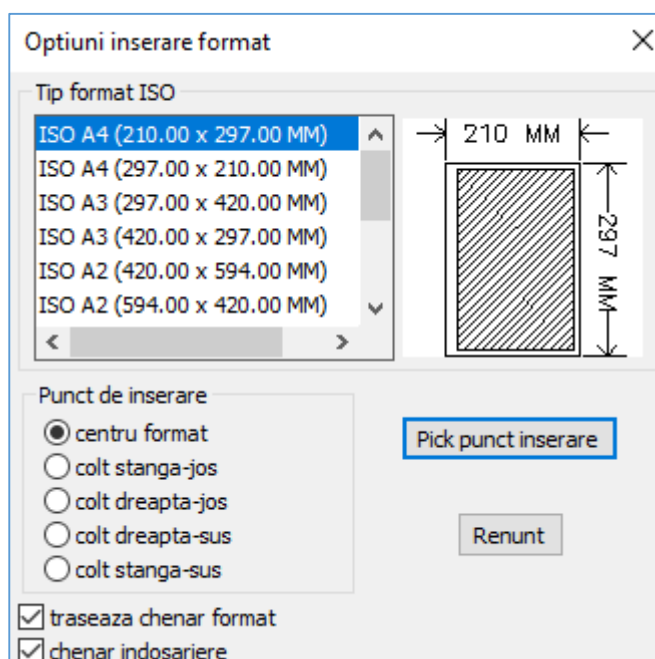 Optiuni inserare format
Tip format ISO
ISO A4 (210.00 x 297.00 MM)
ISO A4 (297.00 x 210.00 MM)
ISO A3 (297.00 x 420.00 MM)
ISO A3 (420.00 x 297.00 MM)
ISO A2 (420.00 x 594.00 MM)
ISO A2 (594.00 x 420.00 MM)
210 MM
297 MM
Punct de inserare
centru format
colt stanga-jos
colt dreapta-jos
colt dreapta-sus
colt stanga-sus
Pick punct inserare
Renunt
traseaza chenar format
chenar indosariere